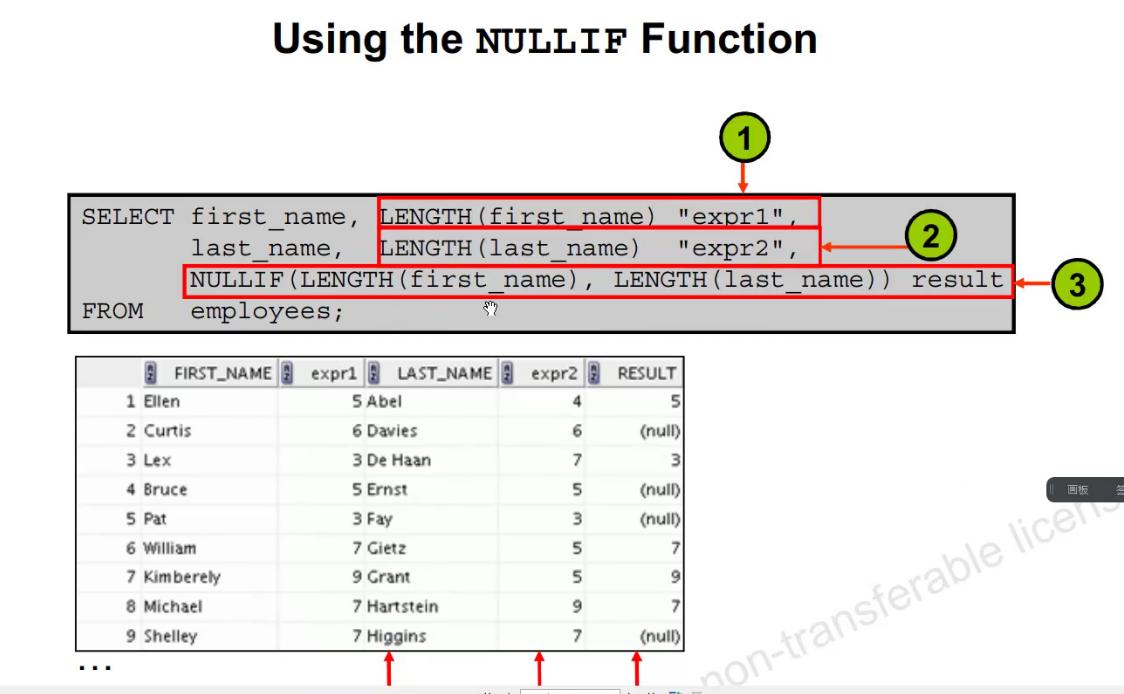 Using the NULLIF Function
1
SELECT first_name, LENGTH(first_name) "expr1",
last_name, LENGTH(last_name) "expr2",
2
NULLIF(LENGTH(first_name), LENGTH(last_name)) result
3
FROM employees;
FIRST_NAME expr1 LAST_NAME expr2 RESULT
1 Ellen 5 Abel 4 5
2 Curtis 6 Davies 6 (null)
3 Lex 3 De Haan 7 3
4 Bruce 5 Ernst 5 (null)
5 Pat 3 Fay 3 (null)
6 William 7 Gietz 5 7
7 Kimberely 9 Grant 5 9
8 Michael 7 Hartstein 9 7
9 Shelley 7 Higgins 7 (null)
...
画板
non-transferable licens